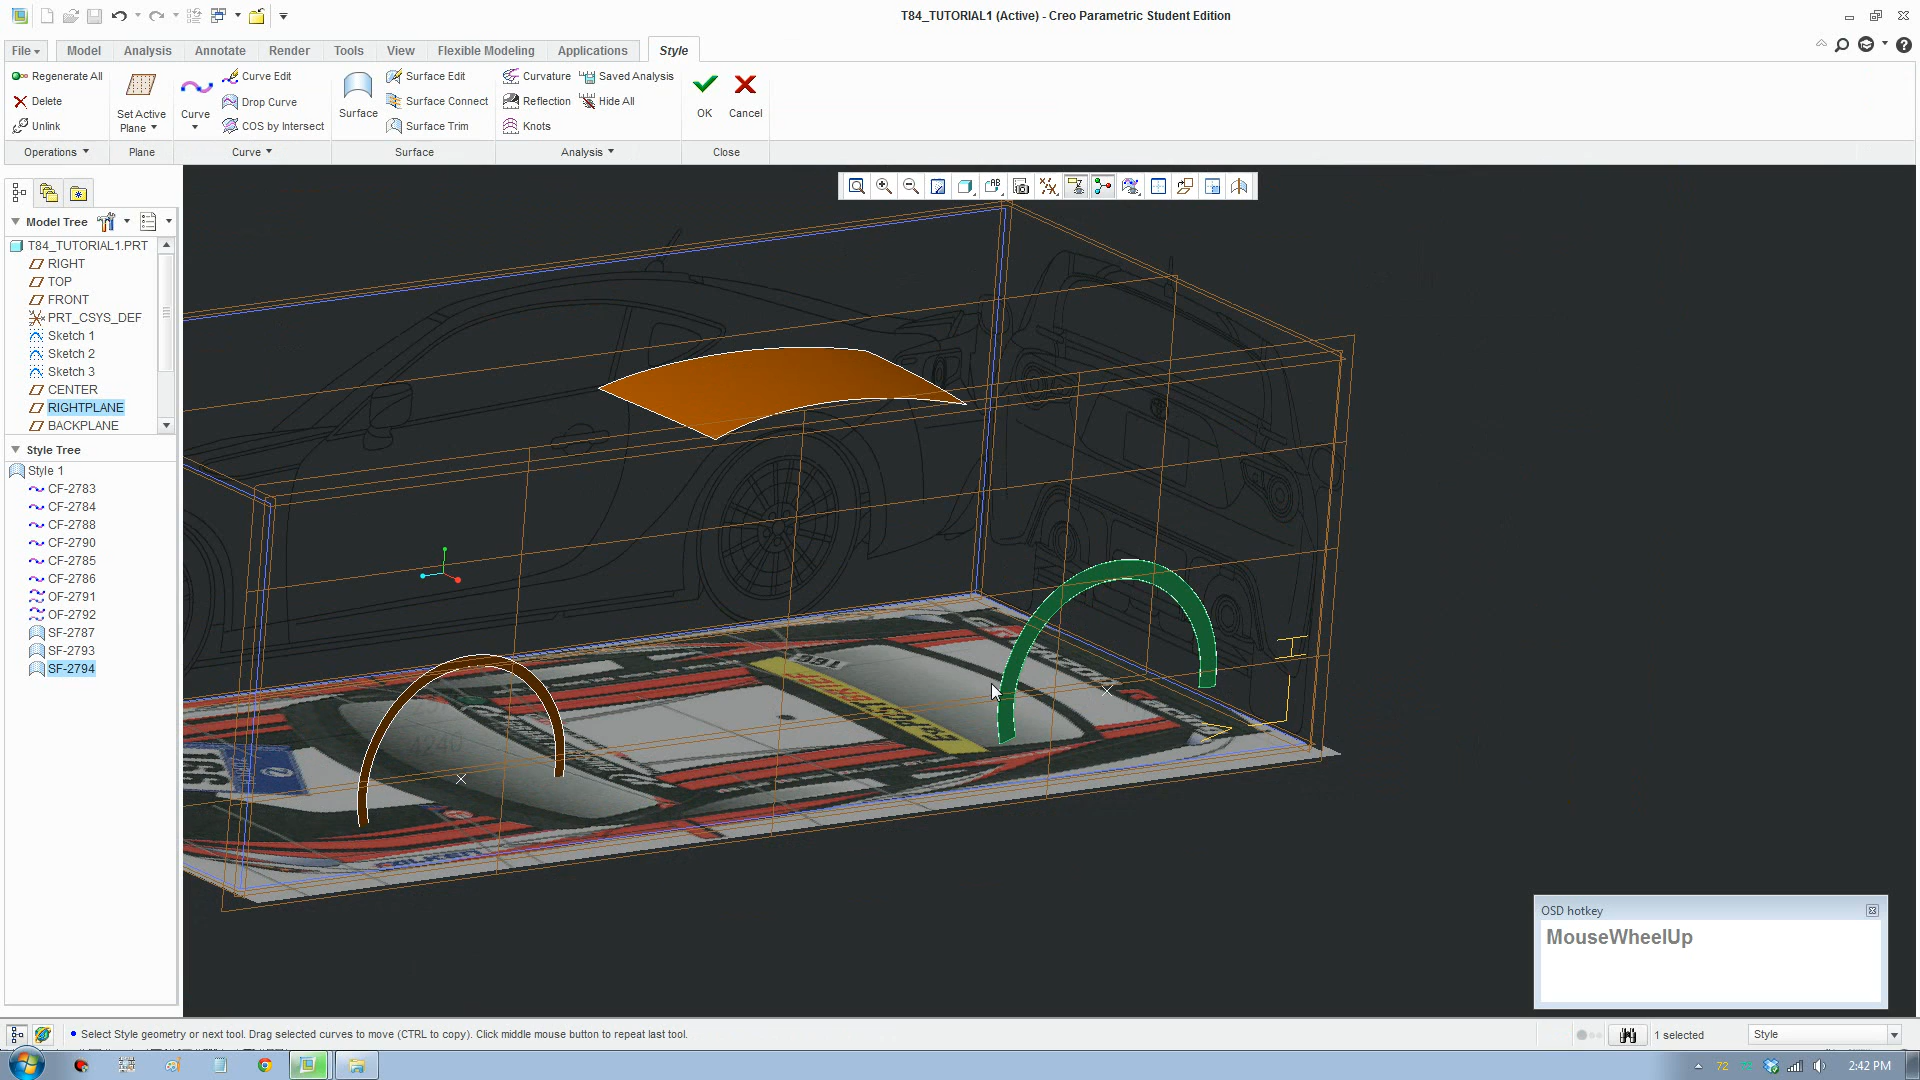 T84_TUTORIAL1 (Active) - Creo Parametric Student Edition
File
Model
Analysis
Annotate
Render
Tools
View
Flexible Modeling
Applications
Style
Regenerate All
Delete
Unlink
Set Active
Plane
Curve
Curve Edit
Drop Curve
COS by Intersect
Surface
Surface Edit
Surface Connect
Surface Trim
Curvature
Reflection
Knots
Saved Analysis
Hide All
OK
Cancel
Operations
Plane
Curve
Surface
Analysis
Close
Model Tree
T84_TUTORIAL1.PRT
RIGHT
TOP
FRONT
PRT_CSYS_DEF
Sketch 1
Sketch 2
Sketch 3
CENTER
RIGHTPLANE
BACKPLANE
Style Tree
Style 1
CF-2783
CF-2784
CF-2788
CF-2790
CF-2785
CF-2786
OF-2791
OF-2792
SF-2787
SF-2793
SF-2794
4240
OSD hotkey
MouseWheelUp
Select Style geometry or next tool. Drag selected curves to move (CTRL to copy). Click middle mouse button to repeat last tool.
1 selected
Style
72
2:42 PM